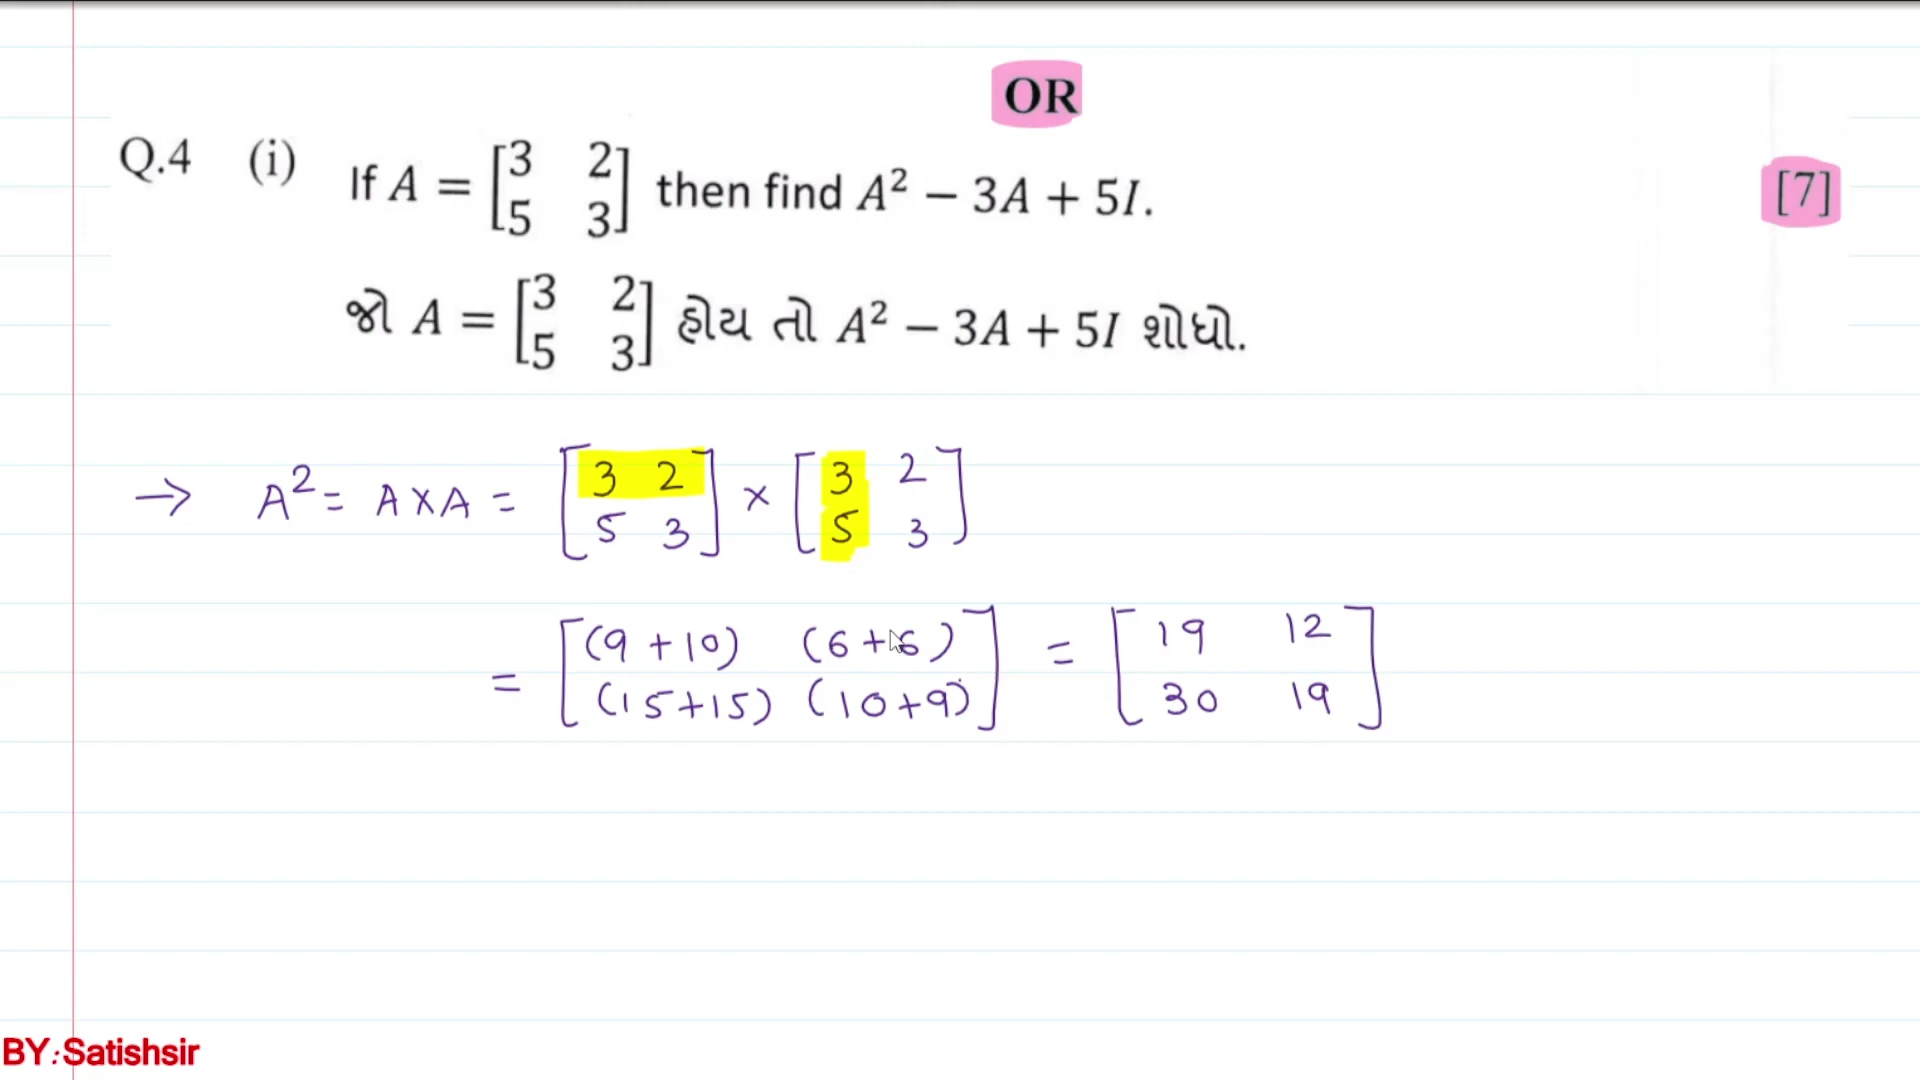 OR
Q.4 (i) If A = [3 2 5 3] then find A² − 3A + 5I. [7]
જો A = [3 2 5 3] હોય તો A² − 3A + 5I શોધો.
→ A² = A × A = [3 2 5 3] × [3 2 5 3]
= [(9 + 10) (6 + 6) (15+15) (10+9)] = [19 12 30 19]
BY:Satishsir